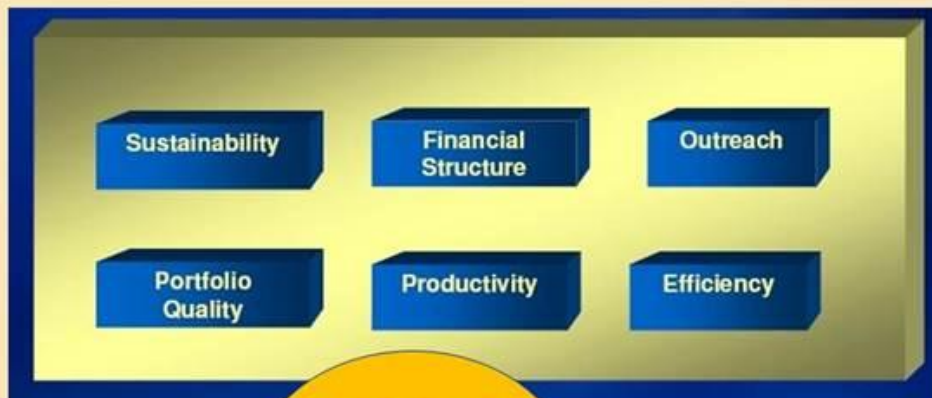 Sustainability
Financial
Structure
Outreach
Portfolio
Quality
Productivity
Efficiency